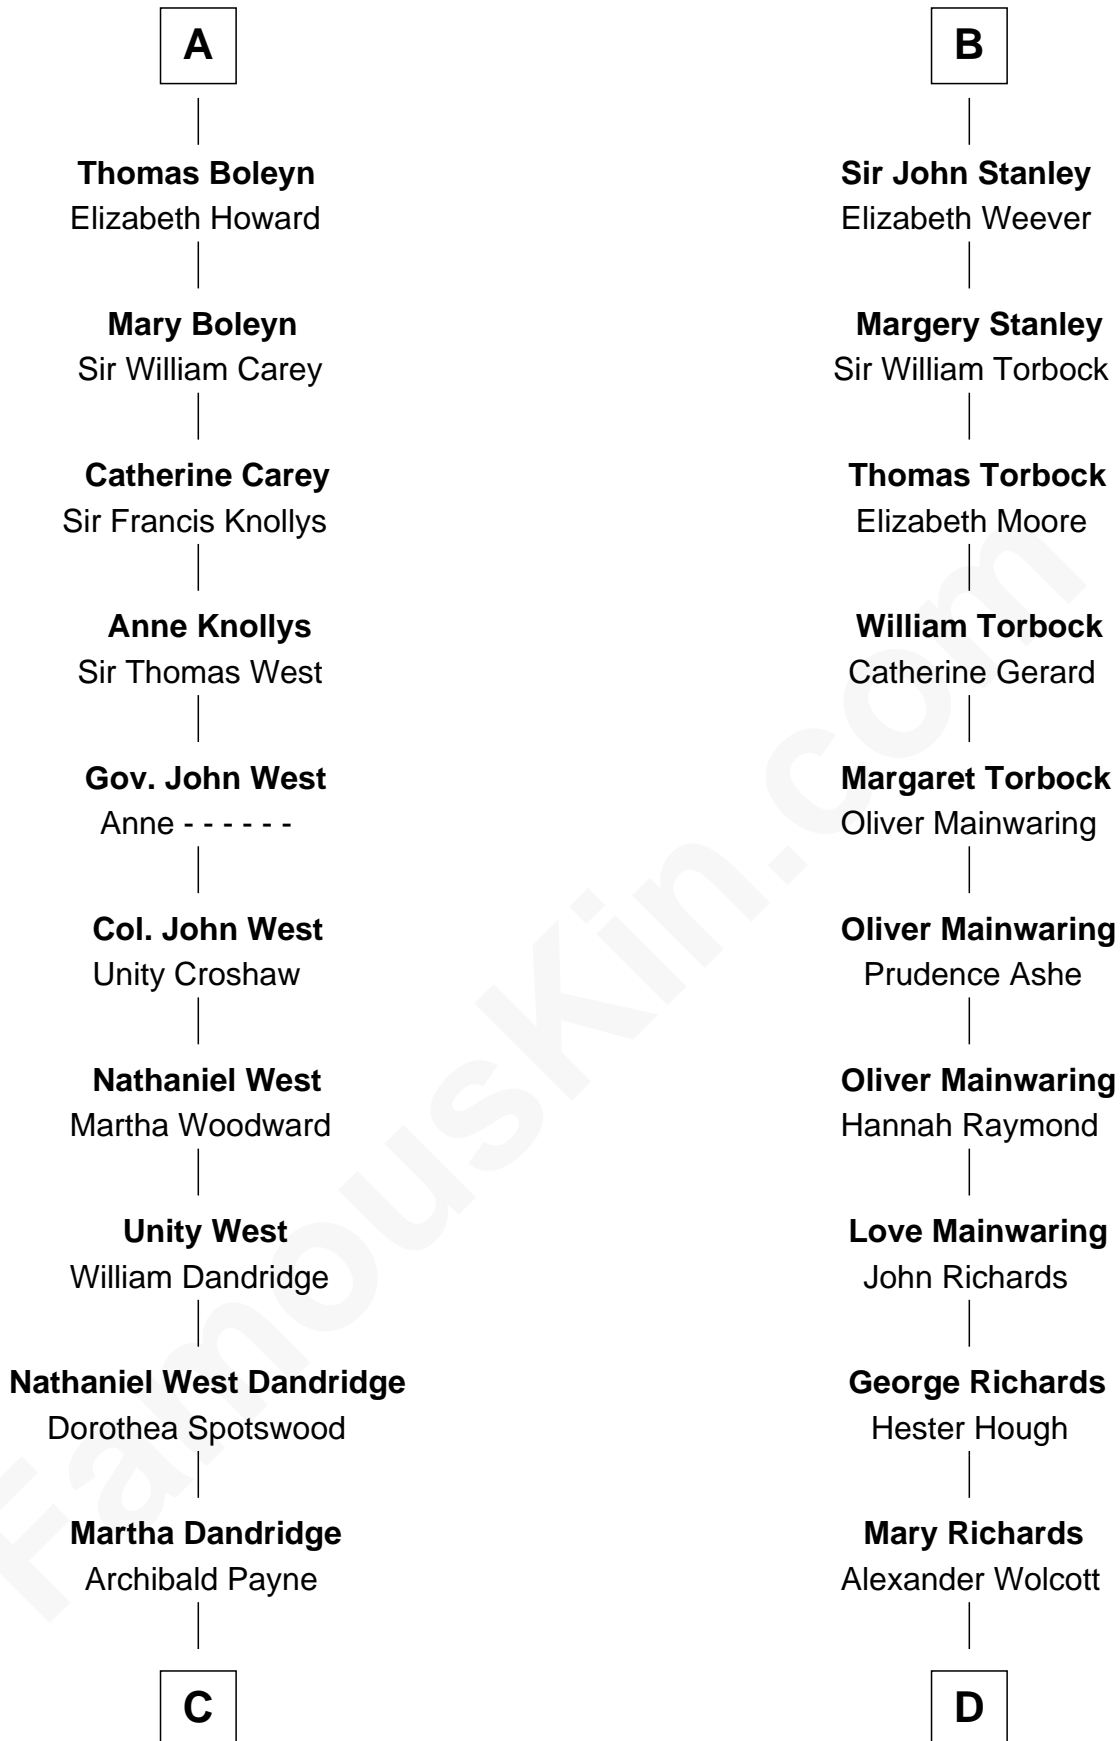 A
Thomas Boleyn
Elizabeth Howard
Mary Boleyn
Sir William Carey
Catherine Carey
Sir Francis Knollys
Anne Knollys
Sir Thomas West
Gov. John West
Anne - - - - - -
Col. John West
Unity Croshaw
Nathaniel West
Martha Woodward
Unity West
William Dandridge
Nathaniel West Dandridge
Dorothea Spotswood
Martha Dandridge
Archibald Payne
C
B
Sir John Stanley
Elizabeth Weever
Margery Stanley
Sir William Torbock
Thomas Torbock
Elizabeth Moore
William Torbock
Catherine Gerard
Margaret Torbock
Oliver Mainwaring
Oliver Mainwaring
Prudence Ashe
Oliver Mainwaring
Hannah Raymond
Love Mainwaring
John Richards
George Richards
Hester Hough
Mary Richards
Alexander Wolcott
D
FamousKin.com